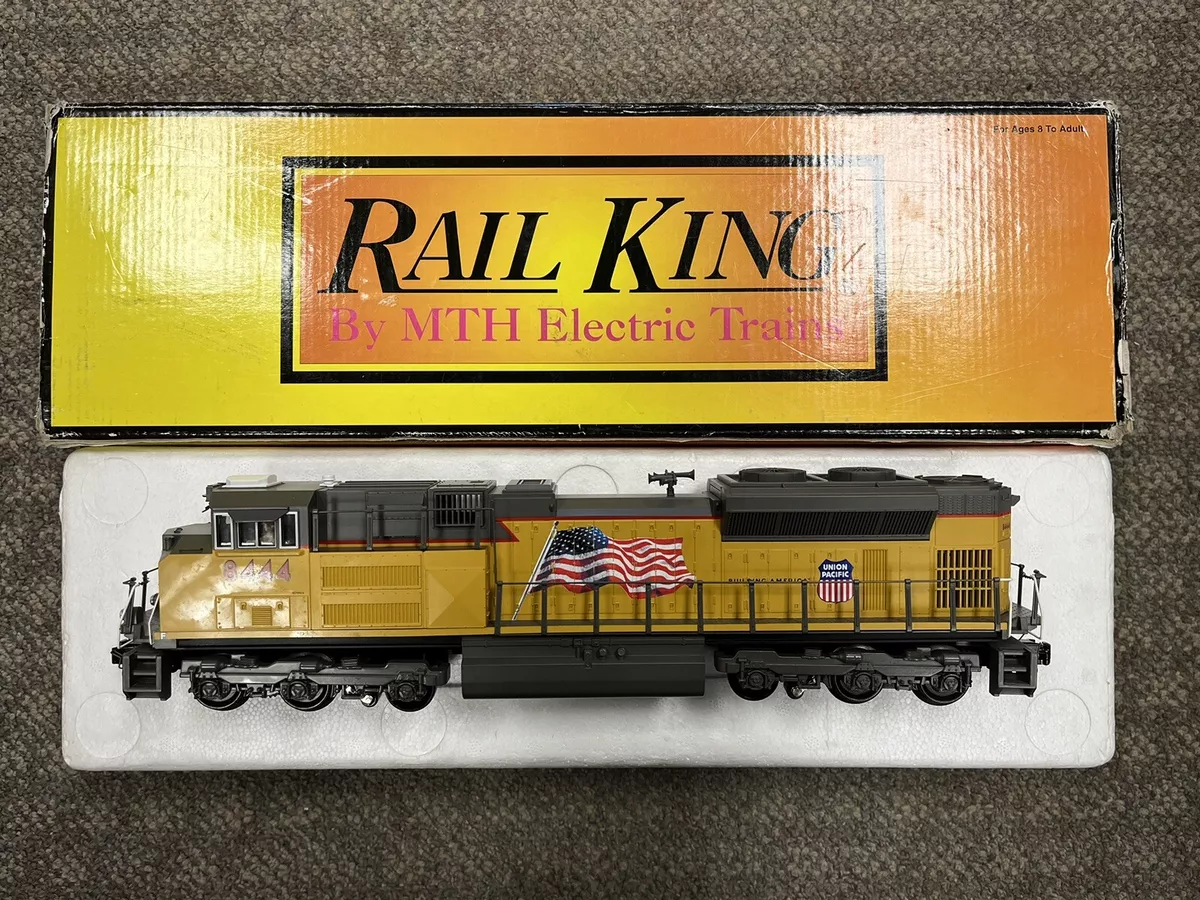 For Ages 8 To Adult
RAIL KING
By MTH Electric Trains
8444
BUILDING AMERICA
UNION
PACIFIC